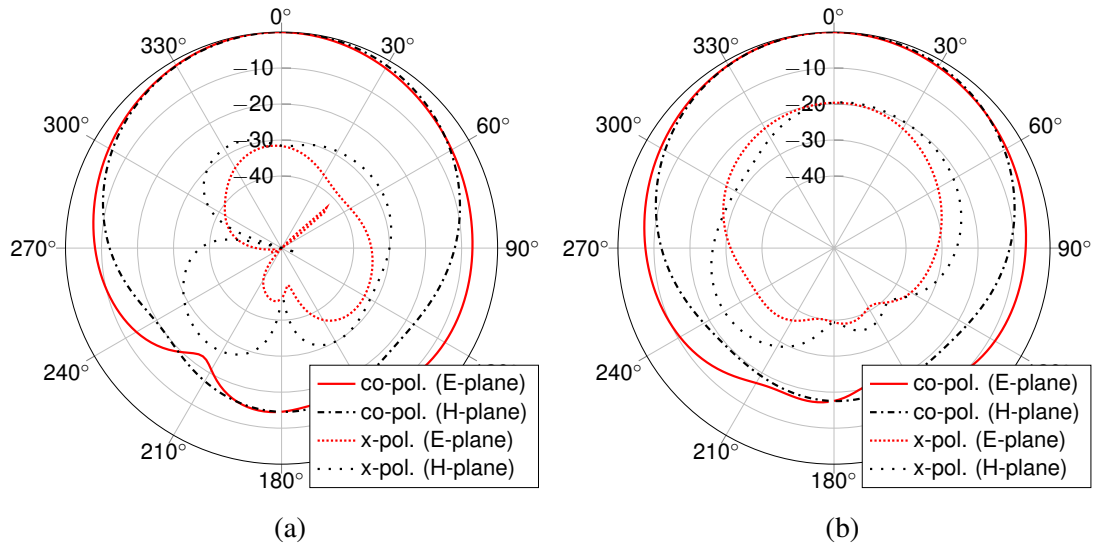 0°
30°
60°
90°
180°
210°
240°
270°
300°
330°
−10
−20
−30
−40
co-pol. (E-plane)
co-pol. (H-plane)
x-pol. (E-plane)
x-pol. (H-plane)
(a)
0°
30°
60°
90°
180°
210°
240°
270°
300°
330°
−10
−20
−30
−40
co-pol. (E-plane)
co-pol. (H-plane)
x-pol. (E-plane)
x-pol. (H-plane)
(b)